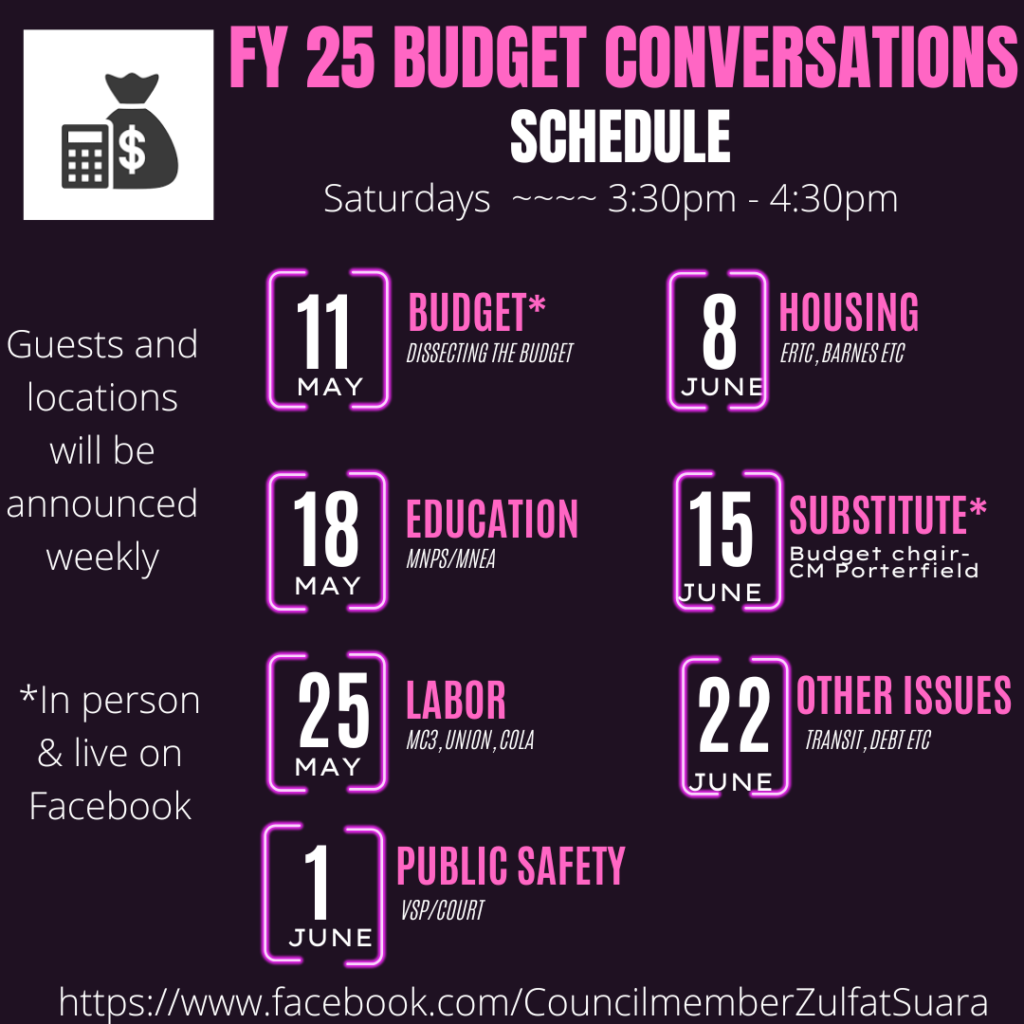 FY 25 BUDGET CONVERSATIONS
SCHEDULE
Saturdays ~~~~ 3:30pm - 4:30pm
$
Guests and
locations
will be
announced
weekly
*In person
& live on
Facebook
11
MAY
BUDGET*
DISSECTING THE BUDGET
18
MAY
EDUCATION
MNPS/MNEA
25
MAY
LABOR
MC3, UNION, COLA
1
JUNE
PUBLIC SAFETY
VSP/COURT
8
JUNE
HOUSING
ERTC, BARNES ETC
15
JUNE
SUBSTITUTE*
Budget chair-
CM Porterfield
22
JUNE
OTHER ISSUES
TRANSIT, DEBT ETC
https://www.facebook.com/CouncilmemberZulfatSuara